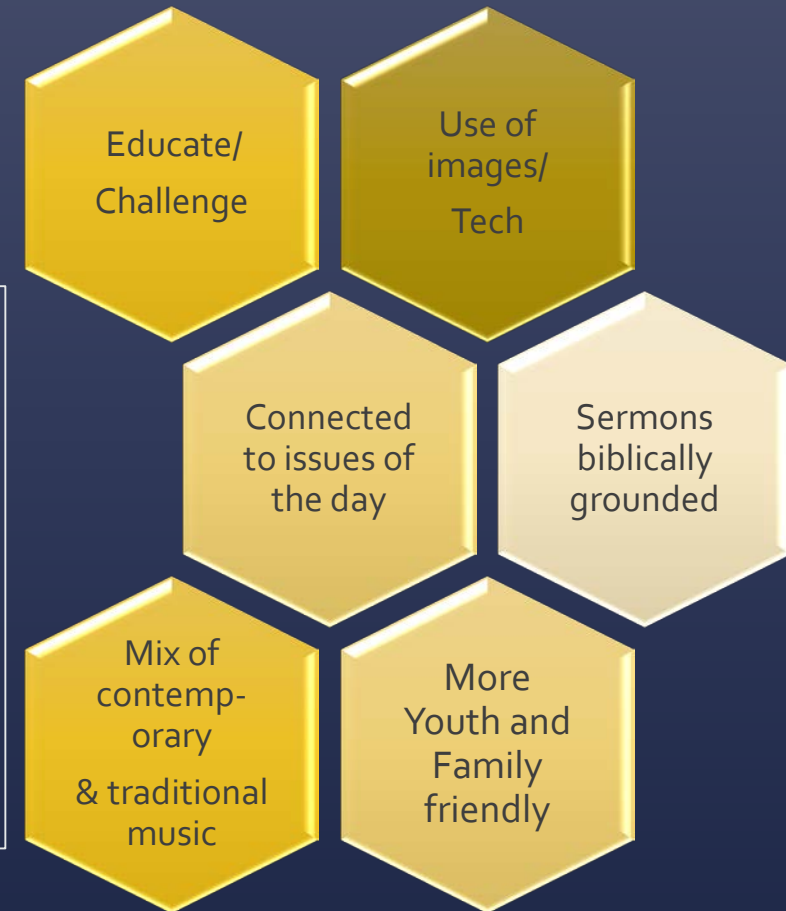 Educate/
Challenge
Use of
images/
Tech
Connected
to issues of
the day
Sermons
biblically
grounded
Mix of
contemp-
orary
& traditional
music
More
Youth and
Family
friendly